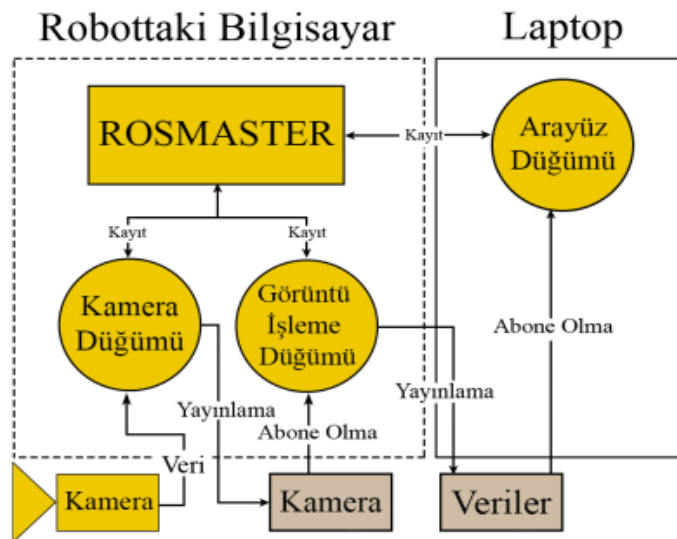 Robottaki Bilgisayar
Laptop
ROSMASTER
Kayıt
Arayüz
Düğümü
Kayıt
Kayıt
Kamera
Düğümü
Görüntü
İşleme
Düğümü
Abone Olma
Yayınlama
Yayınlama
Abone Olma
Veri
Kamera
Kamera
Veriler